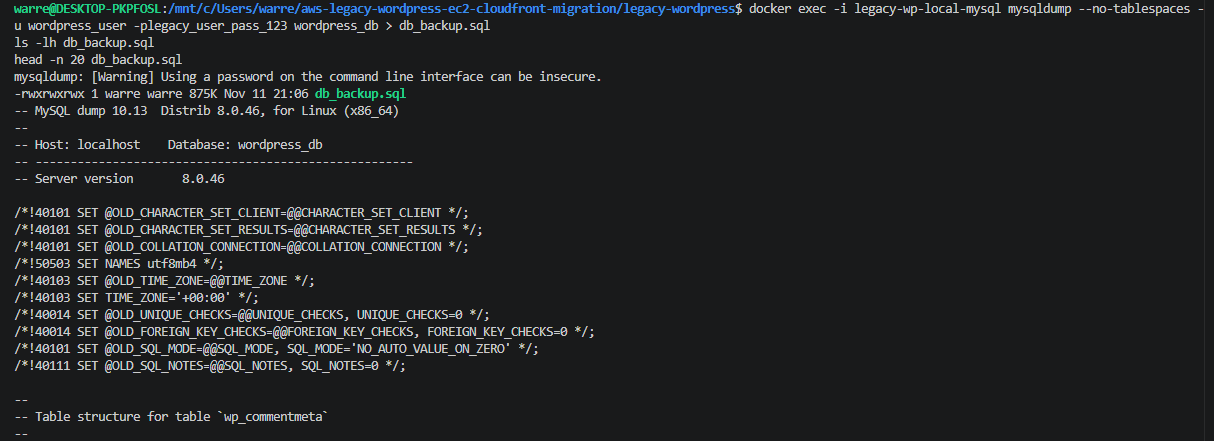 warre@DESKTOP-PKPFOSL:/mnt/c/Users/warre/aws-legacy-wordpress-ec2-cloudfront-migration/legacy-wordpress$ docker exec -i legacy-wp-local-mysql mysqldump --no-tablespaces -
u wordpress_user -plegacy_user_pass_123 wordpress_db > db_backup.sql
ls -lh db_backup.sql
head -n 20 db_backup.sql
mysqldump: [Warning] Using a password on the command line interface can be insecure.
-rwxrwxrwx 1 warre warre 875K Nov 11 21:06 db_backup.sql
-- MySQL dump 10.13  Distrib 8.0.46, for Linux (x86_64)
--
-- Host: localhost    Database: wordpress_db
-- ------------------------------------------------------
-- Server version       8.0.46

/*!40101 SET @OLD_CHARACTER_SET_CLIENT=@@CHARACTER_SET_CLIENT */;
/*!40101 SET @OLD_CHARACTER_SET_RESULTS=@@CHARACTER_SET_RESULTS */;
/*!40101 SET @OLD_COLLATION_CONNECTION=@@COLLATION_CONNECTION */;
/*!50503 SET NAMES utf8mb4 */;
/*!40103 SET @OLD_TIME_ZONE=@@TIME_ZONE */;
/*!40103 SET TIME_ZONE='+00:00' */;
/*!40014 SET @OLD_UNIQUE_CHECKS=@@UNIQUE_CHECKS, UNIQUE_CHECKS=0 */;
/*!40014 SET @OLD_FOREIGN_KEY_CHECKS=@@FOREIGN_KEY_CHECKS, FOREIGN_KEY_CHECKS=0 */;
/*!40101 SET @OLD_SQL_MODE=@@SQL_MODE, SQL_MODE='NO_AUTO_VALUE_ON_ZERO' */;
/*!40111 SET @OLD_SQL_NOTES=@@SQL_NOTES, SQL_NOTES=0 */;

--
-- Table structure for table `wp_commentmeta`
--